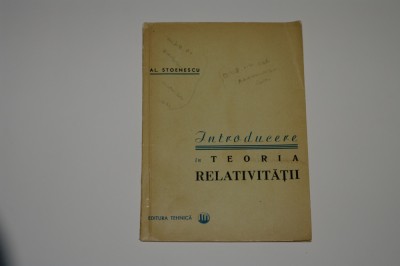 AL. STOENESCU
Introducere
în TEORIA
RELATIVITĂȚII
EDITURA TEHNICĂ